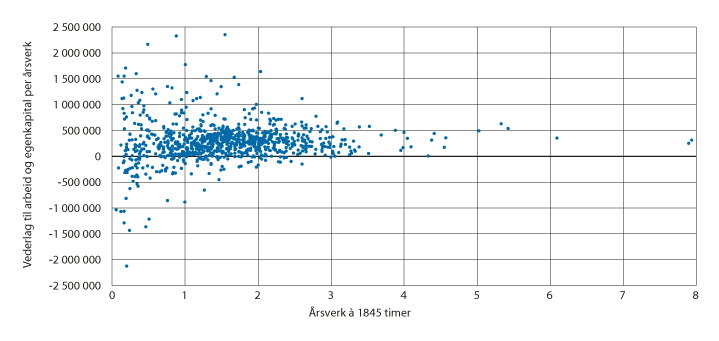 Vederlag til arbeid og egenkapital per årsverk
2 500 000
2 000 000
1 500 000
1 000 000
500 000
0
-500 000
-1 000 000
-1 500 000
-2 000 000
-2 500 000
0 1 2 3 4 5 6 7 8
Årsverk à 1845 timer